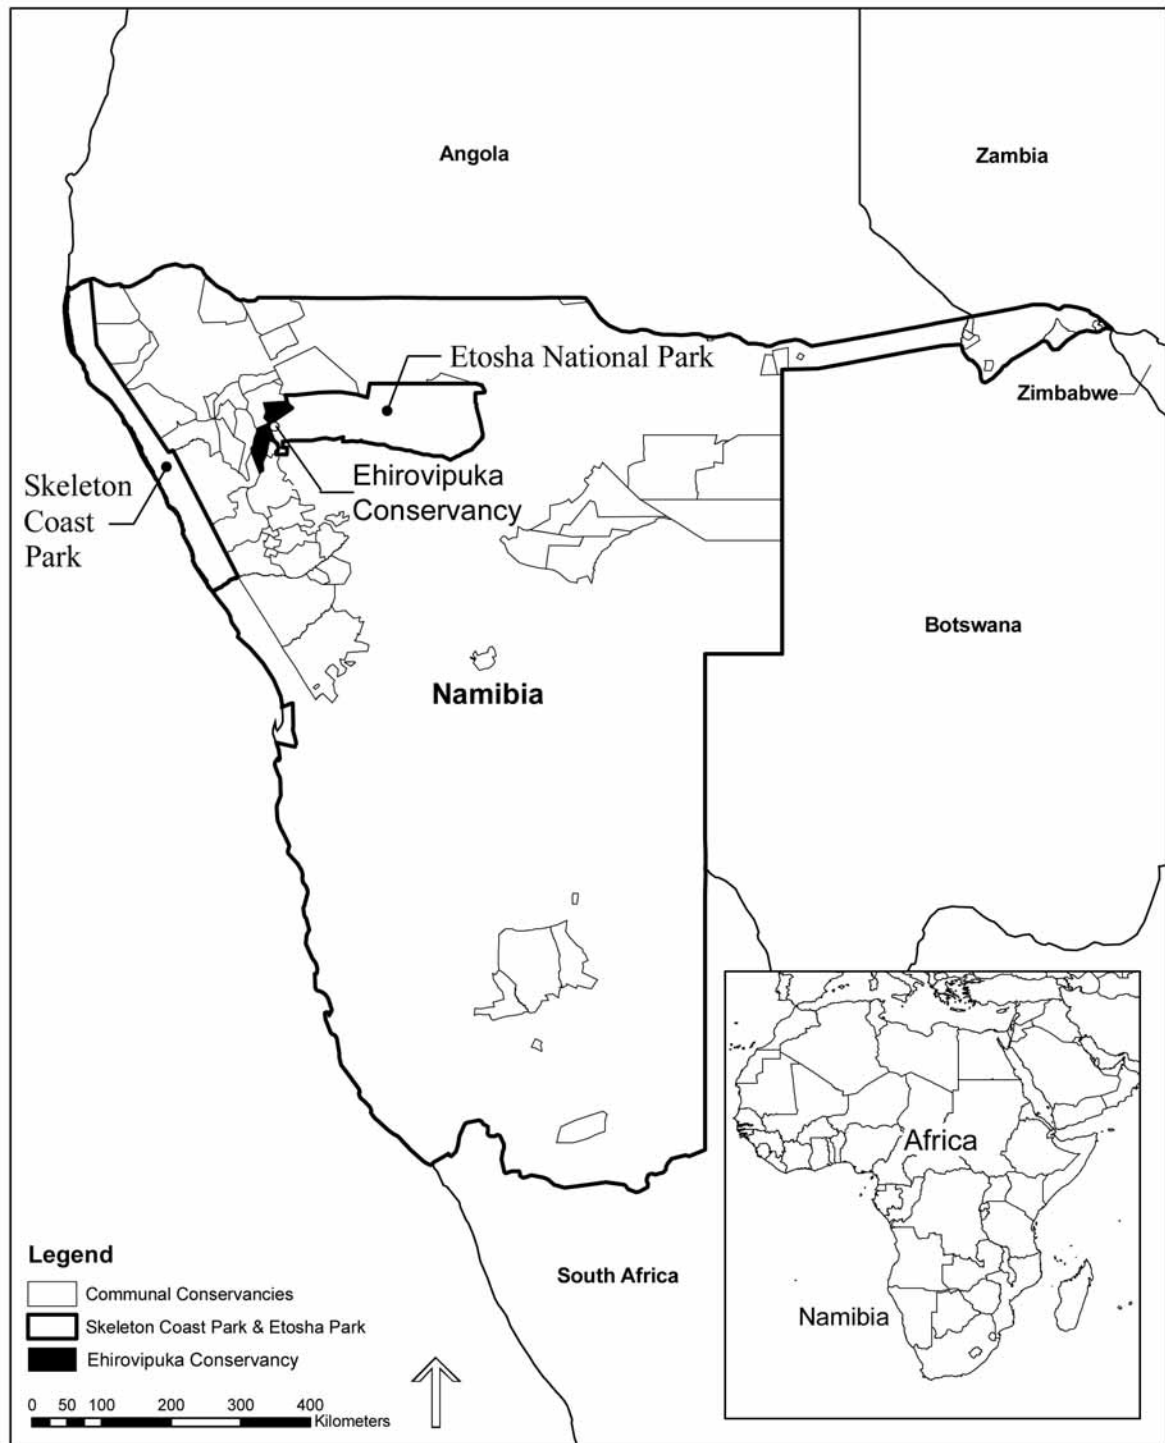 Angola
Zambia
Etosha National Park
Zimbabwe
Ehirovipuka
Conservancy
Skeleton
Coast
Park
Botswana
Namibia
Africa
Namibia
South Africa
Legend
Communal Conservancies
Skeleton Coast Park & Etosha Park
Ehirovipuka Conservancy
0 50 100 200 300 400
Kilometers